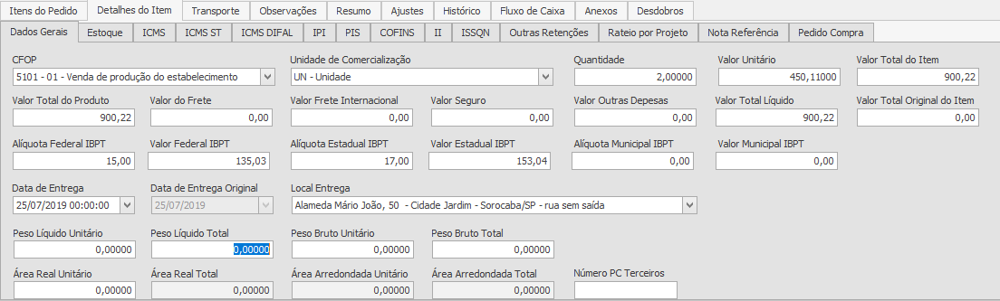 Itens do Pedido Detalhes do Item Transporte Observações Resumo Ajustes Histórico Fluxo de Caixa Anexos Desdobros
Dados Gerais Estoque ICMS ICMS ST ICMS DIFAL IPI PIS COFINS II ISSQN Outras Retenções Rateio por Projeto Nota Referência Pedido Compra
CFOP Unidade de Comercialização Quantidade Valor Unitário Valor Total do Item
5101 - 01 - Venda de produção do estabelecimento UN - Unidade 2,00000 450,11000 900,22
Valor Total do Produto Valor do Frete Valor Frete Internacional Valor Seguro Valor Outras Depesas Valor Total Líquido Valor Total Original do Item
900,22 0,00 0,00 0,00 0,00 900,22 0,00
Alíquota Federal IBPT Valor Federal IBPT Alíquota Estadual IBPT Valor Estadual IBPT Alíquota Municipal IBPT Valor Municipal IBPT
15,00 135,03 17,00 153,04 0,00 0,00
Data de Entrega Data de Entrega Original Local Entrega
25/07/2019 00:00:00 25/07/2019 Alameda Mário João, 50 - Cidade Jardim - Sorocaba/SP - rua sem saída
Peso Líquido Unitário Peso Líquido Total Peso Bruto Unitário Peso Bruto Total
0,00000 0,00000 0,00000 0,00000
Área Real Unitário Área Real Total Área Arredondada Unitário Área Arredondada Total Número PC Terceiros
0,00000 0,00000 0,00000 0,00000